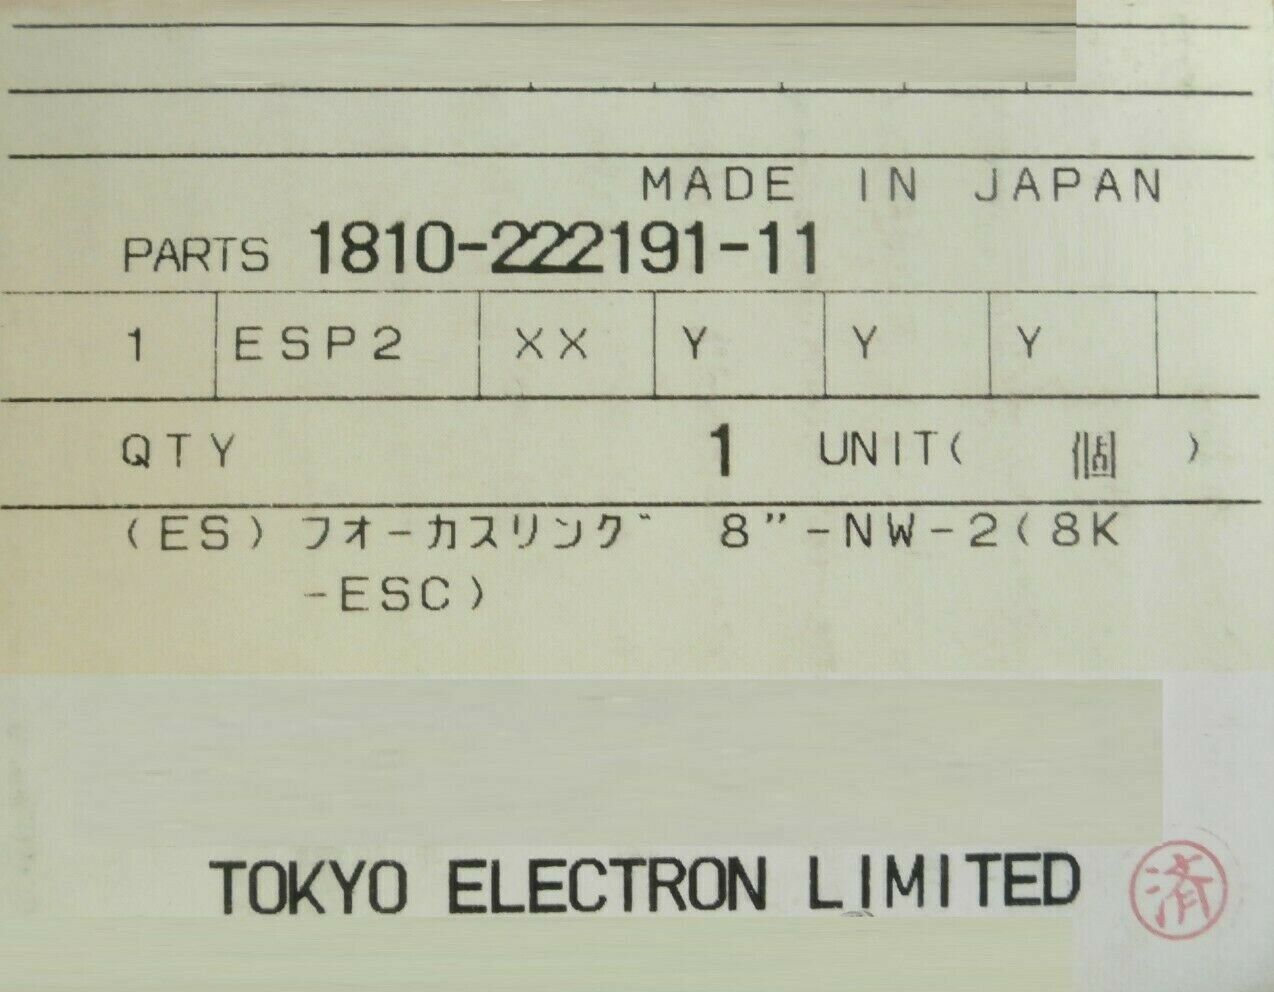 MADE IN JAPAN
PARTS 1810-222191-11
1 ESP2 XX Y Y Y
QTY 1 UNIT( 個 )
(ES) フォーカスリング 8"-NW-2(8K
-ESC)
TOKYO ELECTRON LIMITED 済